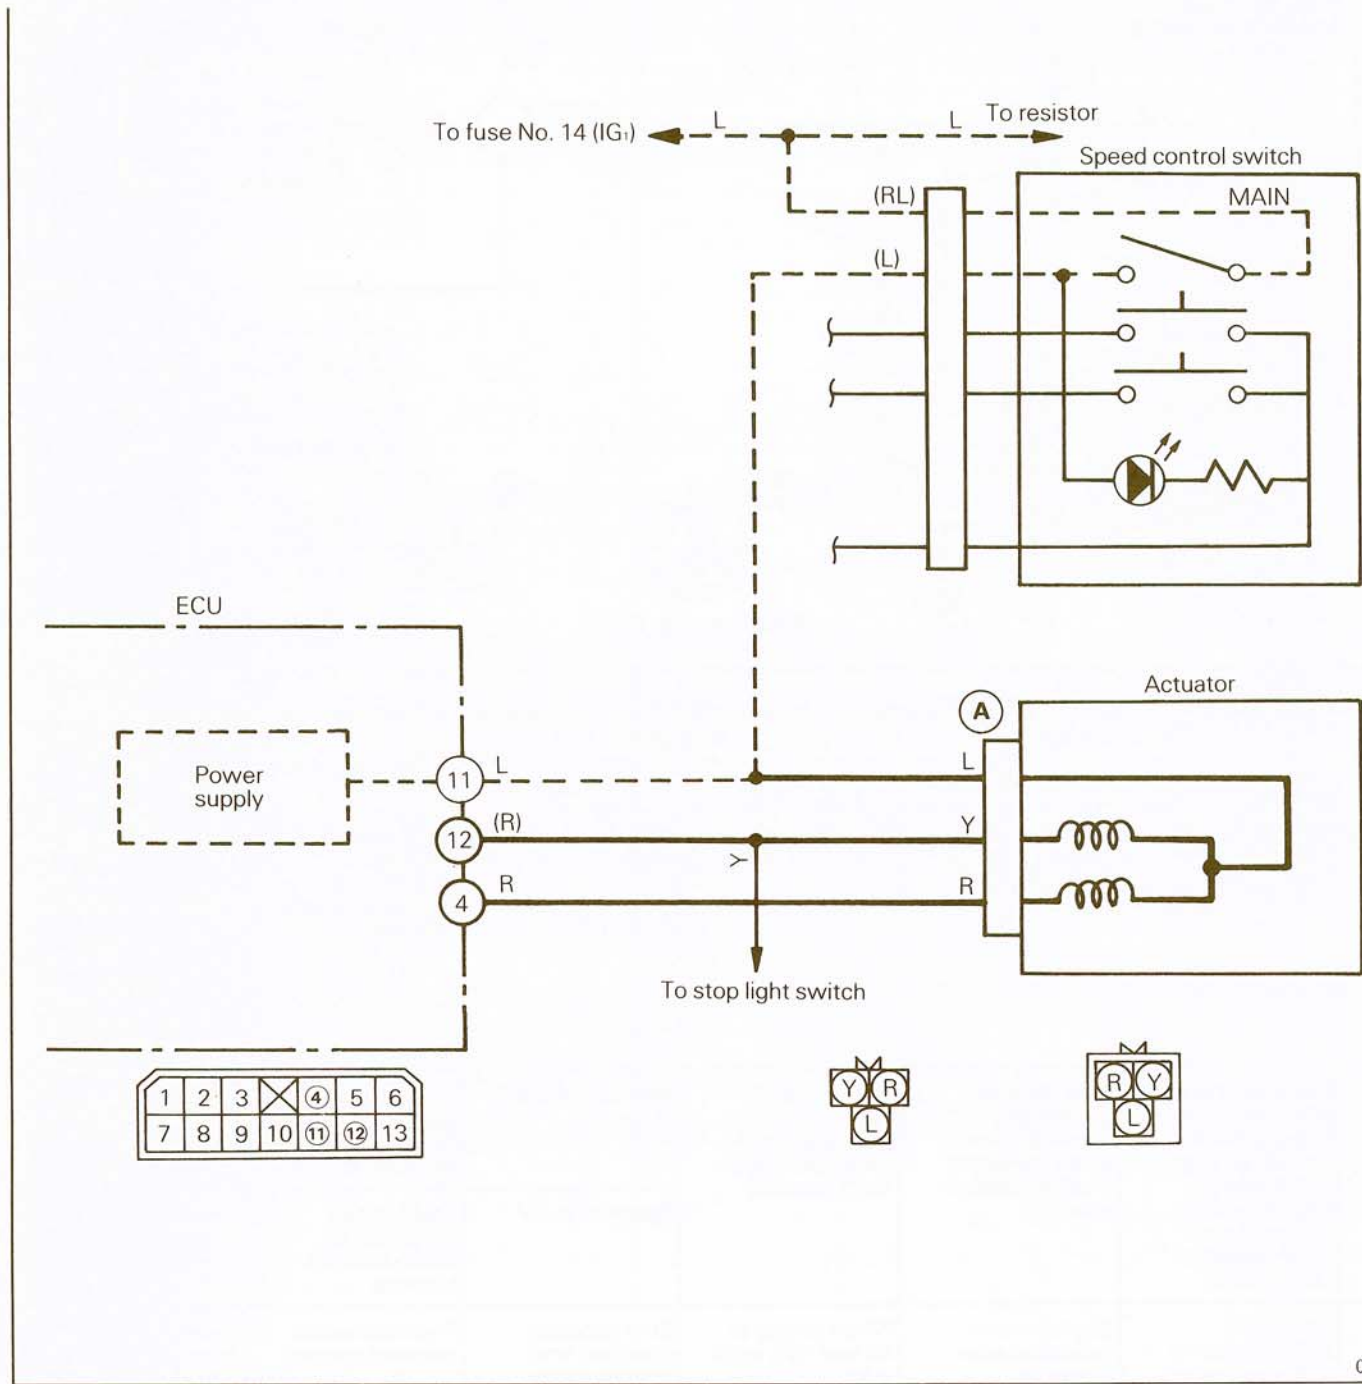 To fuse No. 14 (IG₁)
L
L
To resistor
Speed control switch
(RL)
MAIN
(L)
ECU
Actuator
A
Power
supply
11
L
L
12
(R)
Y
Y
4
R
R
To stop light switch
1 2 3 4 5 6
7 8 9 10 11 12 13
Y R
L
R Y
L